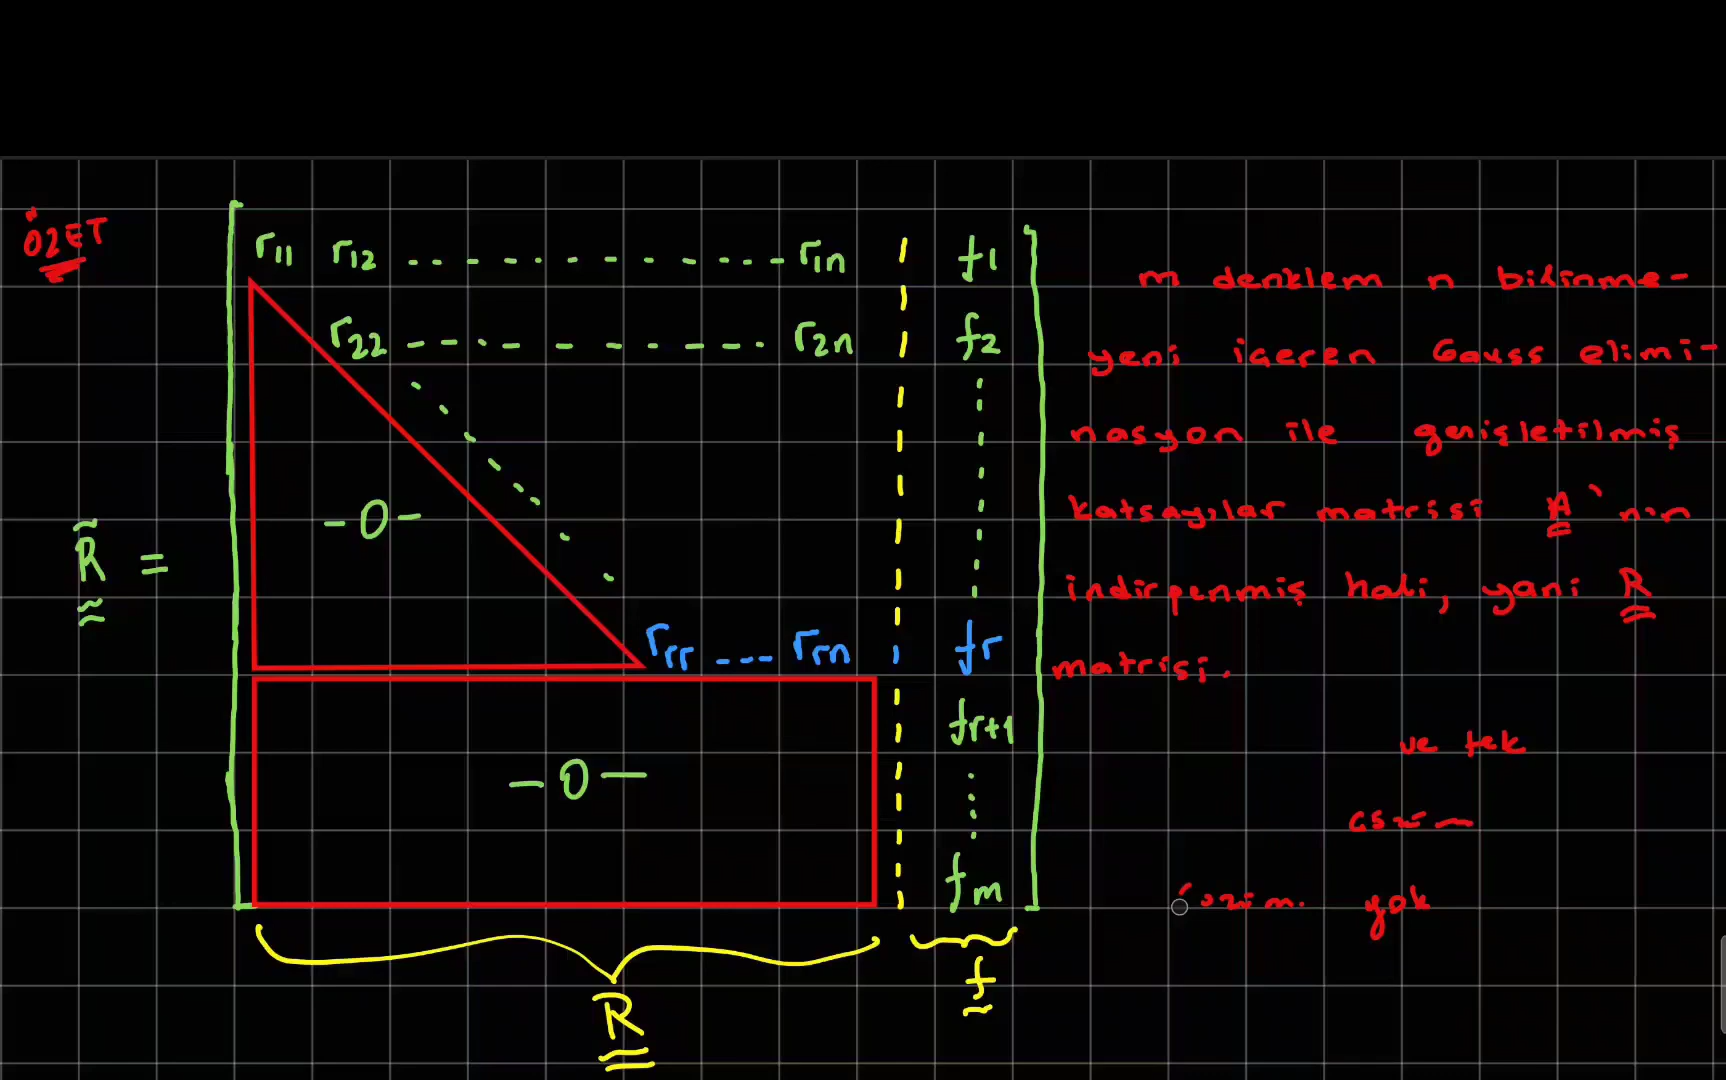 ÖZET
r11 r12 r1n f1
r22 r2n f2
-0-
R̃ =
rrr rrn fr
fr+1
-0-
fm
R f
m denklem n bilinme-
yeni içeren Gauss elimi-
nasyon ile genişletilmiş
katsayılar matrisi A' nın
indirgenmiş hali, yani R
matrisi.
ve tek
yok